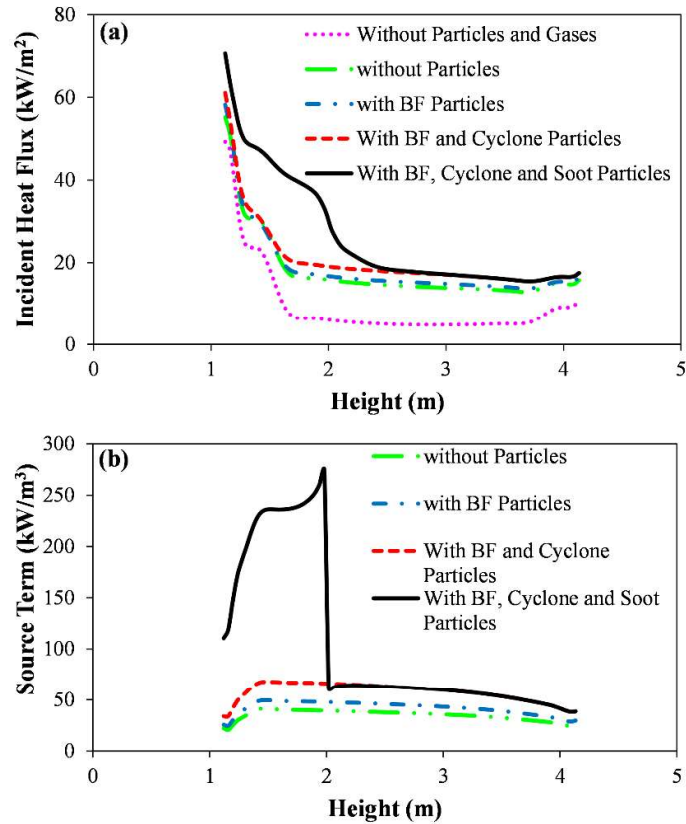 (a)
Without Particles and Gases
without Particles
with BF Particles
With BF and Cyclone Particles
With BF, Cyclone and Soot Particles
Incident Heat Flux (kW/m²)
80
60
40
20
0
0 1 2 3 4 5
Height (m)
(b)
without Particles
with BF Particles
With BF and Cyclone
Particles
With BF, Cyclone and Soot
Particles
Source Term (kW/m³)
300
250
200
150
100
50
0
0 1 2 3 4 5
Height (m)